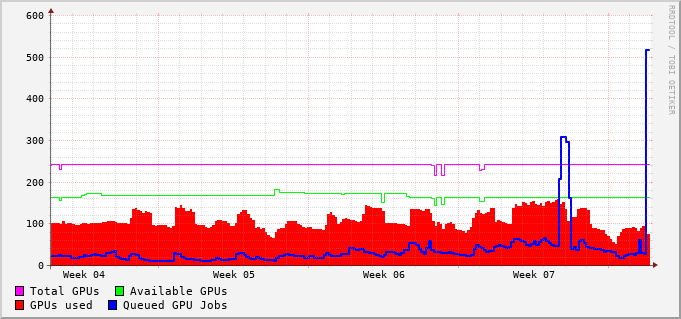 600
500
400
300
200
100
0
Week 04 Week 05 Week 06 Week 07
Total GPUs Available GPUs
GPUs used Queued GPU Jobs
RRDTOOL / TOBI OETIKER